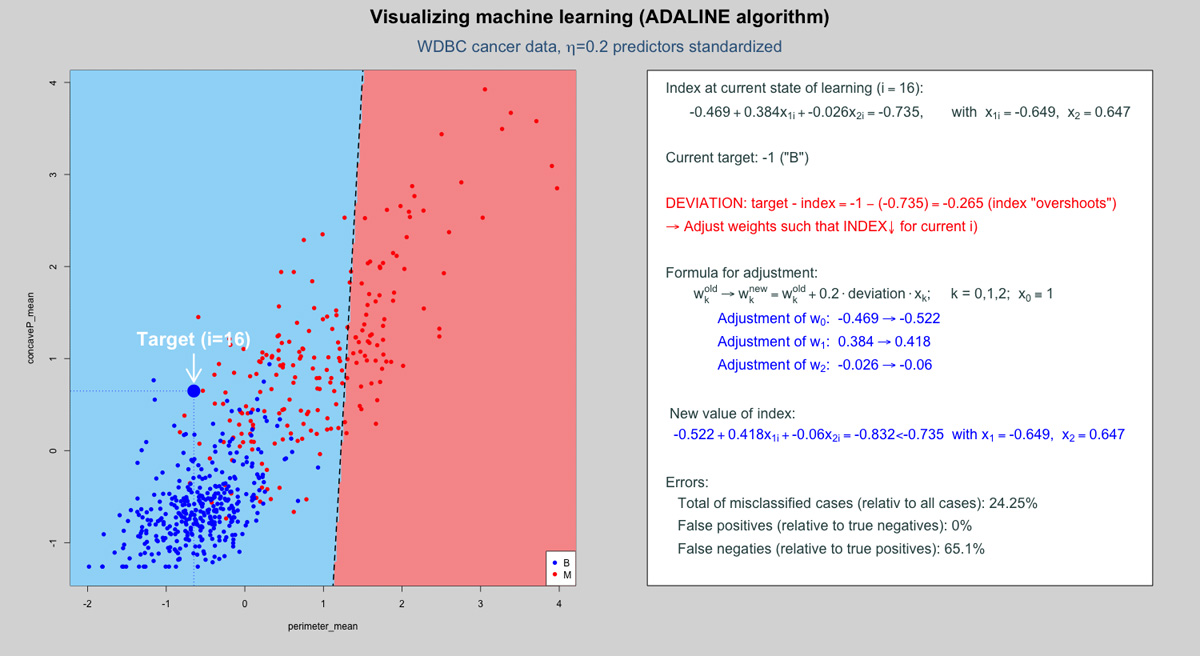 Visualizing machine learning (ADALINE algorithm)
WDBC cancer data, η=0.2 predictors standardized
concaveP_mean
4
3
2
1
0
-1
Target (i=16)
B
M
-2 -1 0 1 2 3 4
perimeter_mean
Index at current state of learning (i = 16):
-0.469 + 0.384x₁ᵢ + -0.026x₂ᵢ = -0.735, with x₁ᵢ = -0.649, x₂ = 0.647
Current target: -1 ("B")
DEVIATION: target - index = -1 − (-0.735) = -0.265 (index "overshoots")
→ Adjust weights such that INDEX↓ for current i)
Formula for adjustment:
wₖᵒˡᵈ → wₖⁿᵉʷ = wₖᵒˡᵈ + 0.2 · deviation · xₖ; k = 0,1,2; x₀ ≡ 1
Adjustment of w₀: -0.469 → -0.522
Adjustment of w₁: 0.384 → 0.418
Adjustment of w₂: -0.026 → -0.06
New value of index:
-0.522 + 0.418x₁ᵢ + -0.06x₂ᵢ = -0.832<-0.735 with x₁ = -0.649, x₂ = 0.647
Errors:
Total of misclassified cases (relativ to all cases): 24.25%
False positives (relative to true negatives): 0%
False negaties (relative to true positives): 65.1%